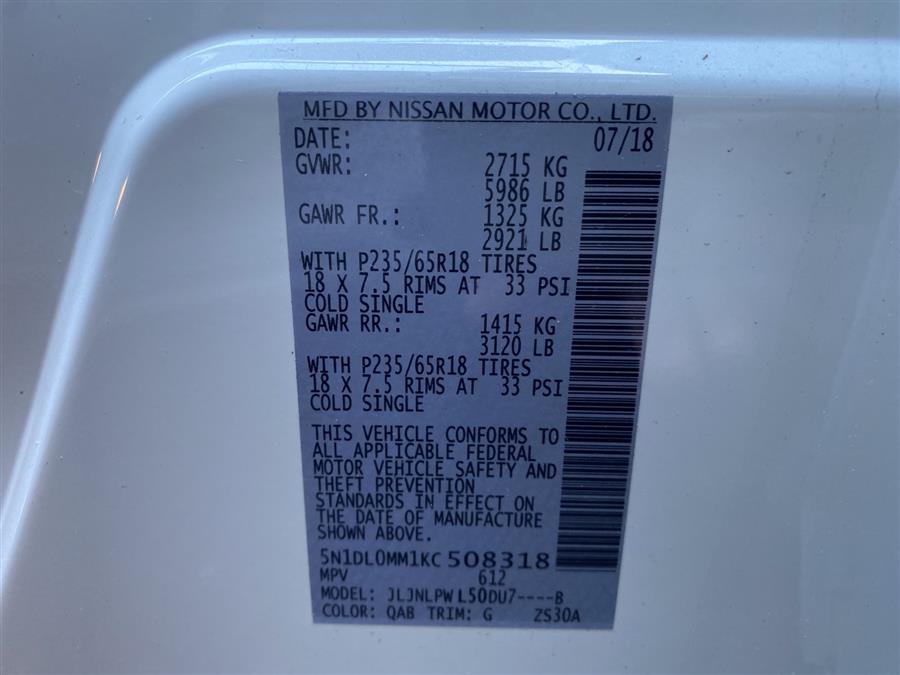 MFD BY NISSAN MOTOR CO., LTD.
DATE: 07/18
GVWR: 2715 KG
5986 LB
GAWR FR.: 1325 KG
2921 LB
WITH P235/65R18 TIRES
18 X 7.5 RIMS AT 33 PSI
COLD SINGLE
GAWR RR.: 1415 KG
3120 LB
WITH P235/65R18 TIRES
18 X 7.5 RIMS AT 33 PSI
COLD SINGLE
THIS VEHICLE CONFORMS TO
ALL APPLICABLE FEDERAL
MOTOR VEHICLE SAFETY AND
THEFT PREVENTION
STANDARDS IN EFFECT ON
THE DATE OF MANUFACTURE
SHOWN ABOVE.
5N1DL0MM1KC508318
MPV 612
MODEL: JLJNLPW L50DU7----B
COLOR: QAB TRIM: G ZS30A